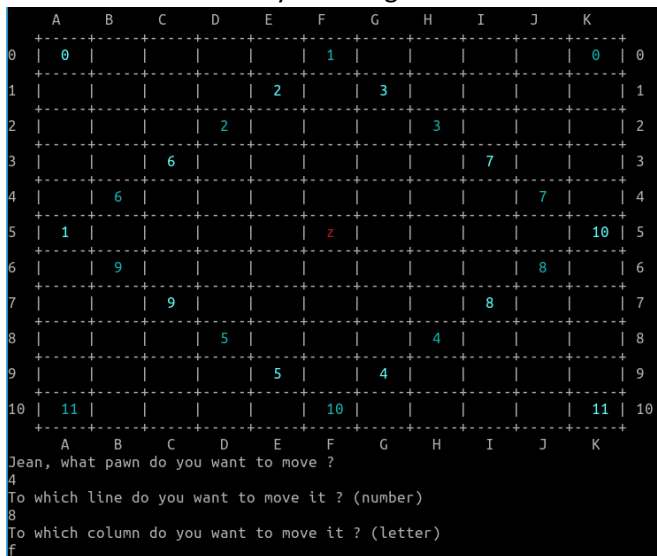 A B C D E F G H I J K
+-----+-----+-----+-----+-----+-----+-----+-----+-----+-----+-----+
0 | 0 | | | | | 1 | | | | | 0 | 0
+-----+-----+-----+-----+-----+-----+-----+-----+-----+-----+-----+
1 | | | | | 2 | | 3 | | | | | 1
+-----+-----+-----+-----+-----+-----+-----+-----+-----+-----+-----+
2 | | | | 2 | | | | 3 | | | | 2
+-----+-----+-----+-----+-----+-----+-----+-----+-----+-----+-----+
3 | | | 6 | | | | | | 7 | | | 3
+-----+-----+-----+-----+-----+-----+-----+-----+-----+-----+-----+
4 | | 6 | | | | | | | | 7 | | 4
+-----+-----+-----+-----+-----+-----+-----+-----+-----+-----+-----+
5 | 1 | | | | | z | | | | | 10 | 5
+-----+-----+-----+-----+-----+-----+-----+-----+-----+-----+-----+
6 | | 9 | | | | | | | | 8 | | 6
+-----+-----+-----+-----+-----+-----+-----+-----+-----+-----+-----+
7 | | | 9 | | | | | | 8 | | | 7
+-----+-----+-----+-----+-----+-----+-----+-----+-----+-----+-----+
8 | | | | 5 | | | | 4 | | | | 8
+-----+-----+-----+-----+-----+-----+-----+-----+-----+-----+-----+
9 | | | | | 5 | | 4 | | | | | 9
+-----+-----+-----+-----+-----+-----+-----+-----+-----+-----+-----+
10 | 11 | | | | | 10 | | | | | 11 | 10
+-----+-----+-----+-----+-----+-----+-----+-----+-----+-----+-----+
A B C D E F G H I J K
Jean, what pawn do you want to move ?
4
To which line do you want to move it ? (number)
8
To which column do you want to move it ? (letter)
f